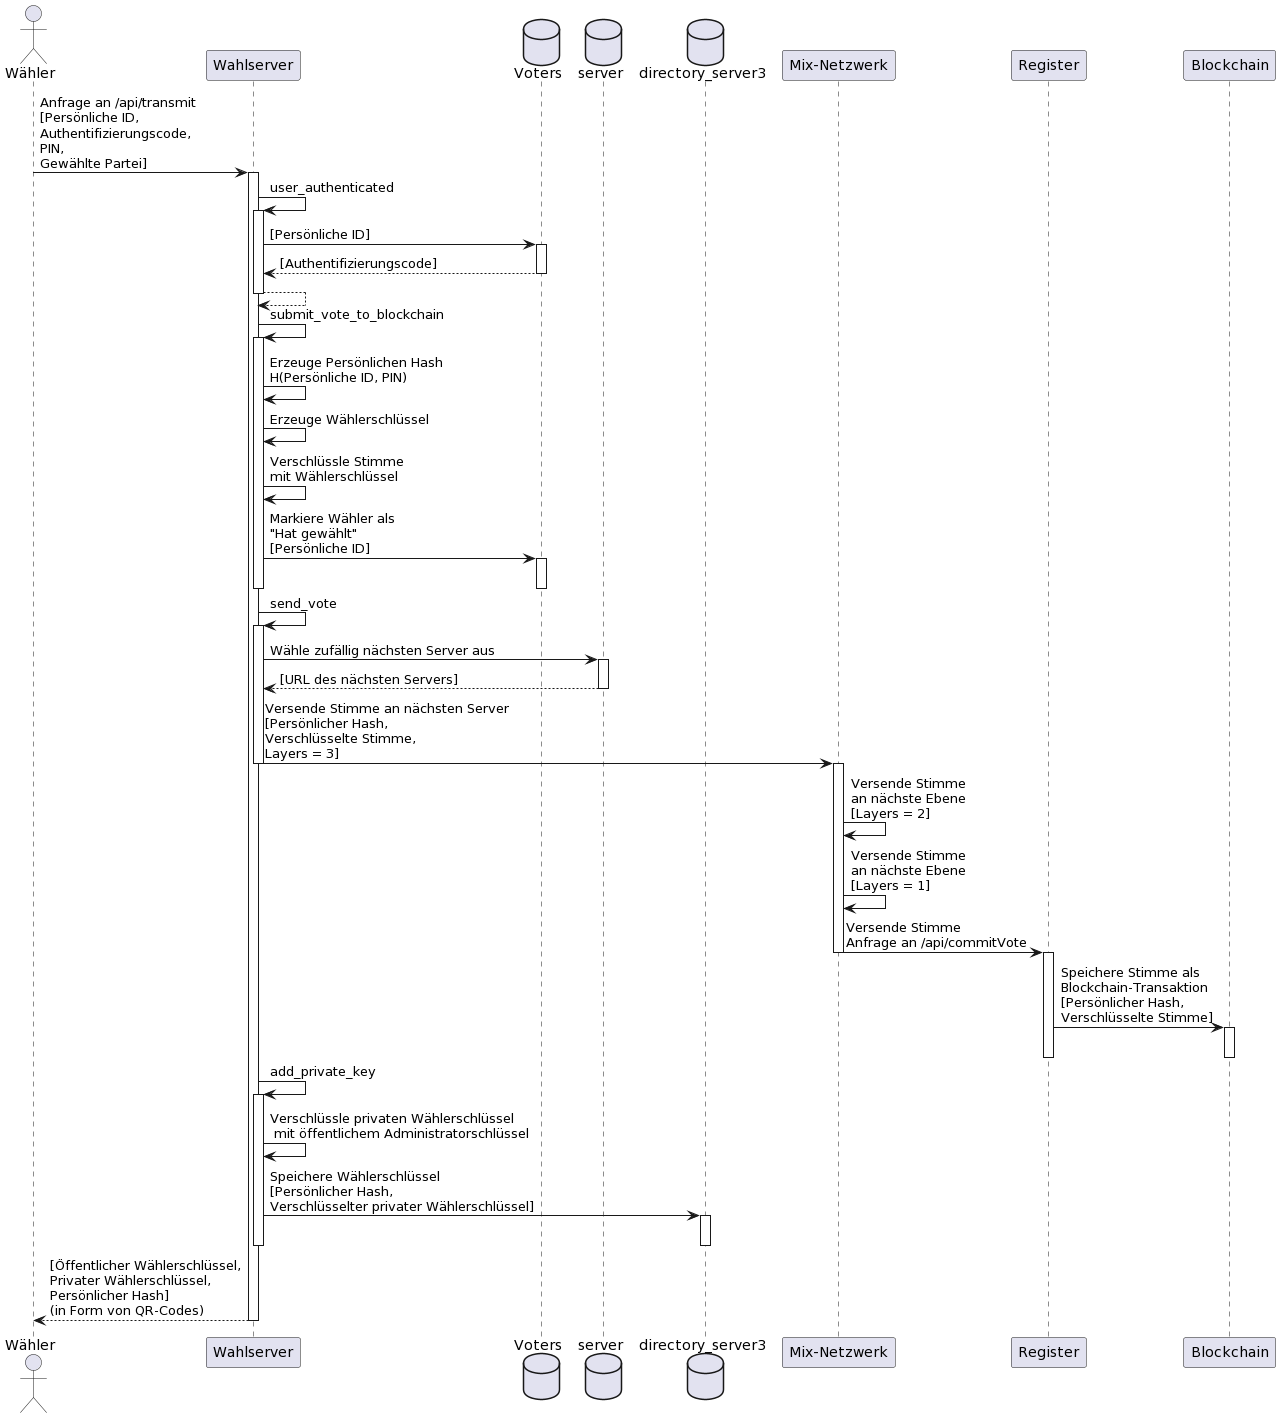 Wähler
Wahlserver
Voters
server
directory_server3
Mix-Netzwerk
Register
Blockchain
Anfrage an /api/transmit
[Persönliche ID,
Authentifizierungscode,
PIN,
Gewählte Partei]
user_authenticated
[Persönliche ID]
[Authentifizierungscode]
submit_vote_to_blockchain
Erzeuge Persönlichen Hash
H(Persönliche ID, PIN)
Erzeuge Wählerschlüssel
Verschlüssle Stimme
mit Wählerschlüssel
Markiere Wähler als
"Hat gewählt"
[Persönliche ID]
send_vote
Wähle zufällig nächsten Server aus
[URL des nächsten Servers]
Versende Stimme an nächsten Server
[Persönlicher Hash,
Verschlüsselte Stimme,
Layers = 3]
Versende Stimme
an nächste Ebene
[Layers = 2]
Versende Stimme
an nächste Ebene
[Layers = 1]
Versende Stimme
Anfrage an /api/commitVote
Speichere Stimme als
Blockchain-Transaktion
[Persönlicher Hash,
Verschlüsselte Stimme]
add_private_key
Verschlüssle privaten Wählerschlüssel
mit öffentlichem Administratorschlüssel
Speichere Wählerschlüssel
[Persönlicher Hash,
Verschlüsselter privater Wählerschlüssel]
[Öffentlicher Wählerschlüssel,
Privater Wählerschlüssel,
Persönlicher Hash]
(in Form von QR-Codes)
Wähler
Wahlserver
Voters
server
directory_server3
Mix-Netzwerk
Register
Blockchain